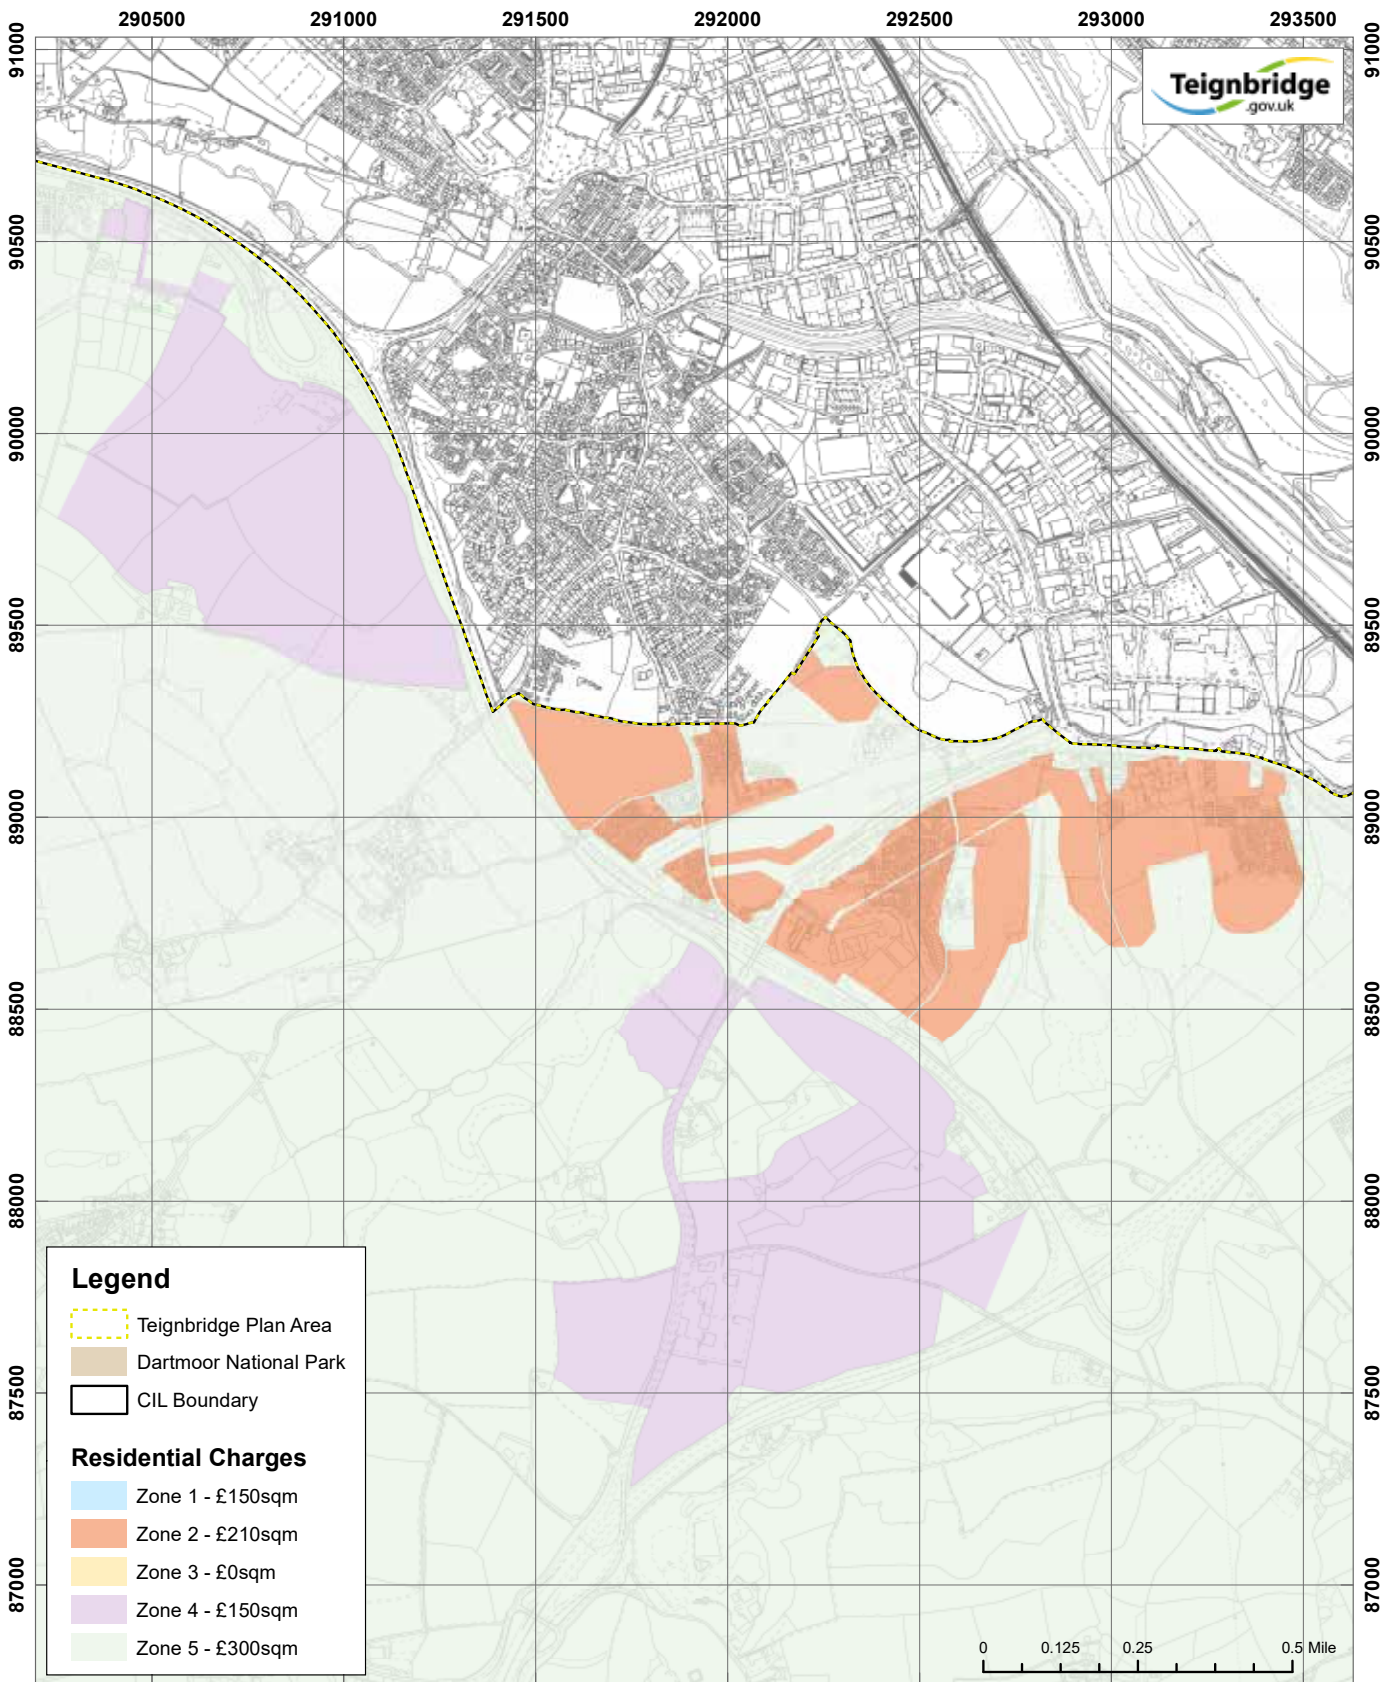 290500 291000 291500 292000 292500 293000 293500
91000 91000
Teignbridge
.gov.uk
90500 90500
90000 90000
89500 89500
89000 89000
88500 88500
88000 88000
87500 87500
87000 87000
Legend
Teignbridge Plan Area
Dartmoor National Park
CIL Boundary
Residential Charges
Zone 1 - £150sqm
Zone 2 - £210sqm
Zone 3 - £0sqm
Zone 4 - £150sqm
Zone 5 - £300sqm
0 0.125 0.25 0.5 Mile